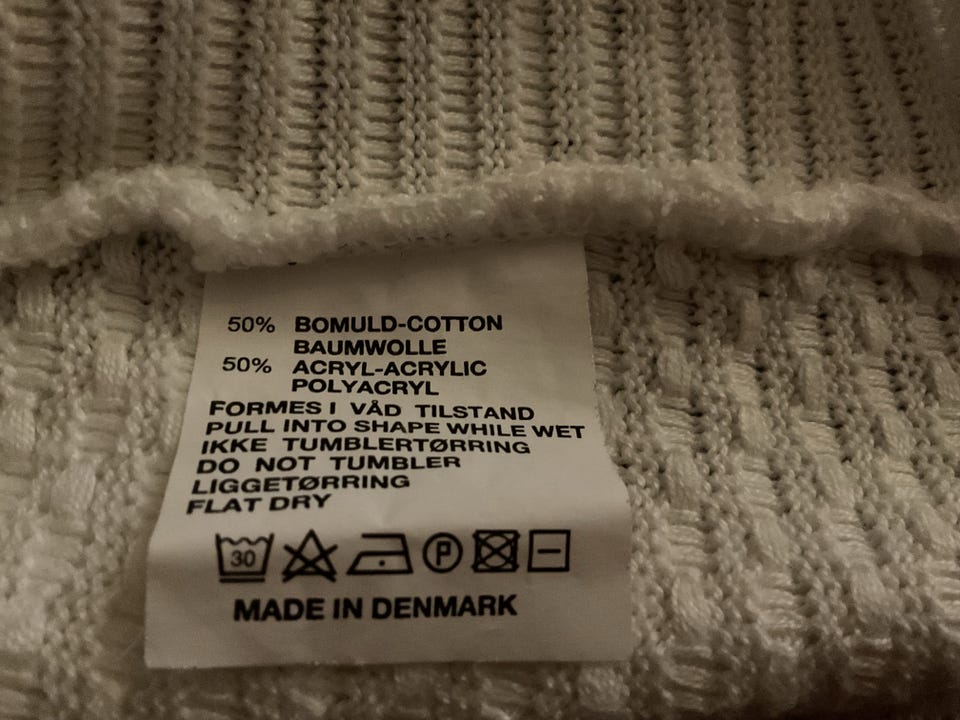 50% BOMULD-COTTON
BAUMWOLLE
50% ACRYL-ACRYLIC
POLYACRYL
FORMES I VÅD TILSTAND
PULL INTO SHAPE WHILE WET
IKKE TUMBLERTØRRING
DO NOT TUMBLER
LIGGETØRRING
FLAT DRY
30 P
MADE IN DENMARK